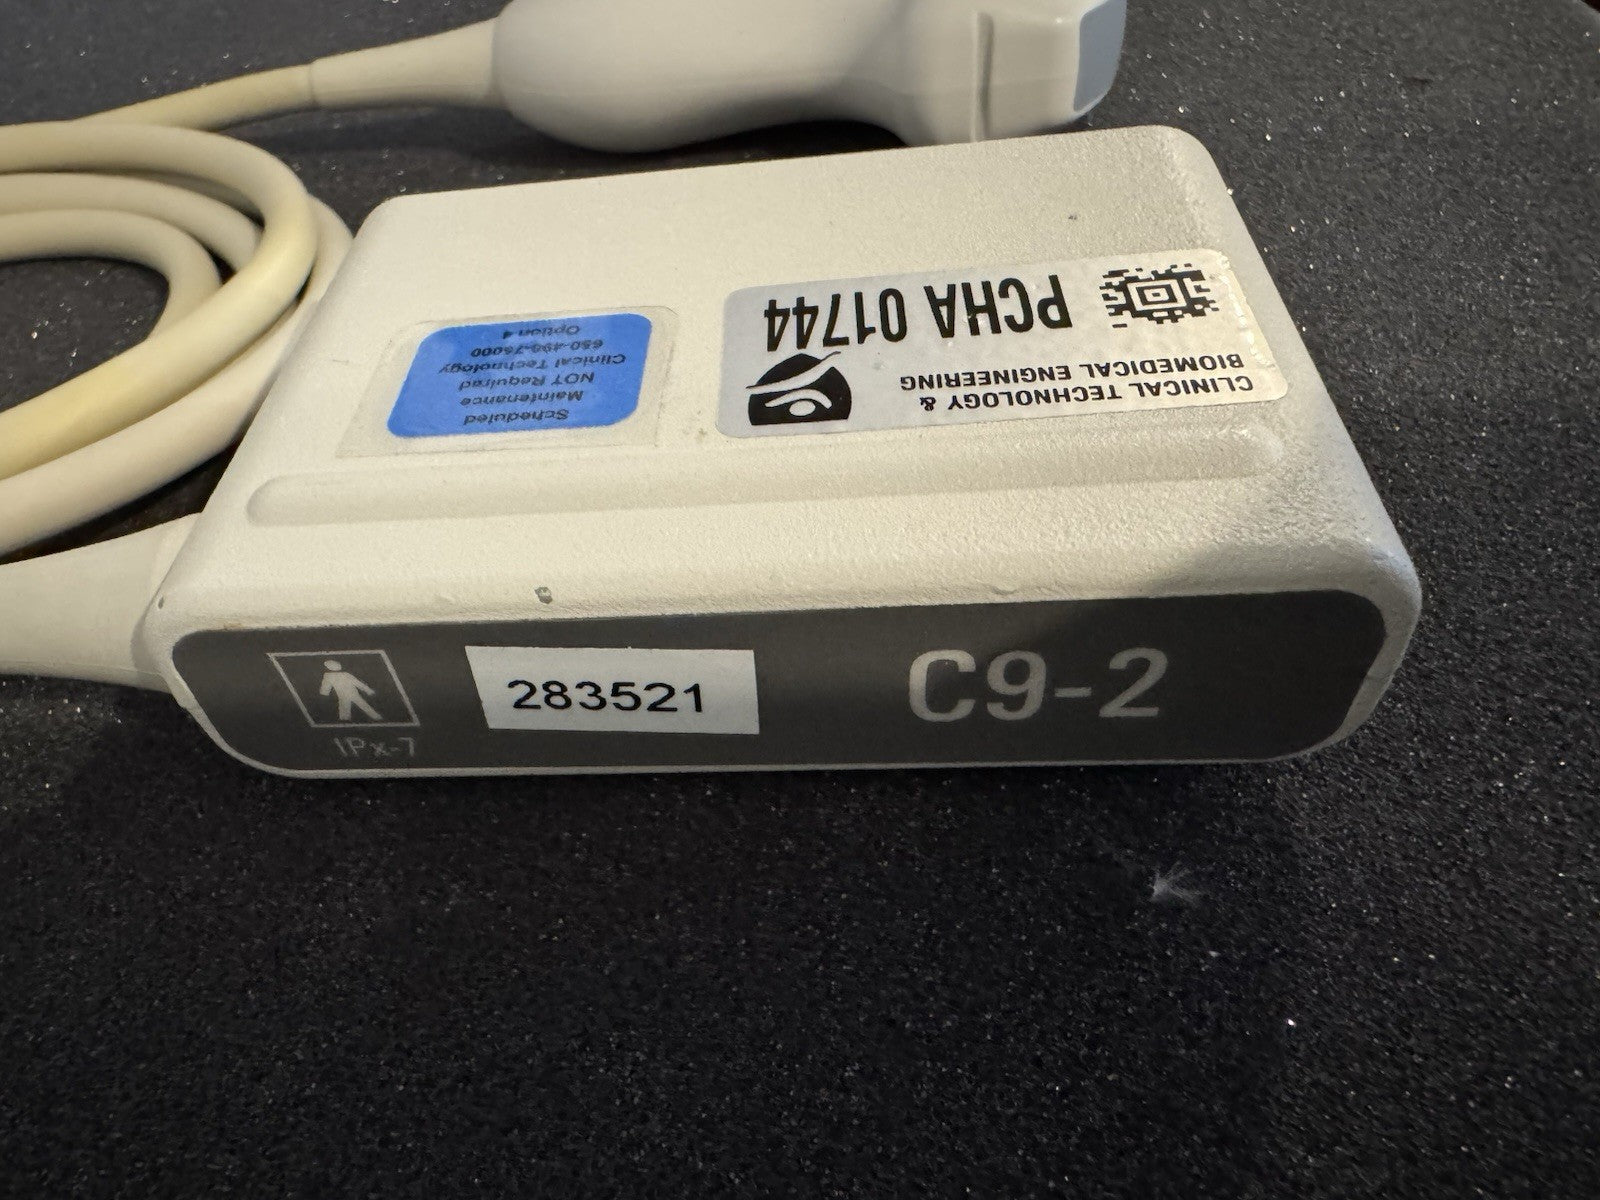 PCHA 01744
CLINICAL TECHNOLOGY &
BIOMEDICAL ENGINEERING
Scheduled
Maintenance
NOT Required
Clinical Technology
Option 4
283521
C9-2
IPx-7